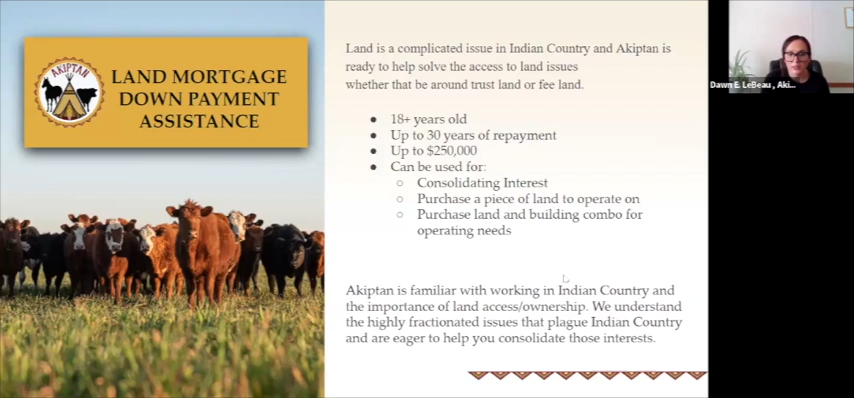 AKIPTAN
LAND MORTGAGE
DOWN PAYMENT
ASSISTANCE
Land is a complicated issue in Indian Country and Akiptan is
ready to help solve the access to land issues
whether that be around trust land or fee land.
● 18+ years old
● Up to 30 years of repayment
● Up to $250,000
● Can be used for:
○ Consolidating Interest
○ Purchase a piece of land to operate on
○ Purchase land and building combo for
operating needs
Akiptan is familiar with working in Indian Country and
the importance of land access/ownership. We understand
the highly fractionated issues that plague Indian Country
and are eager to help you consolidate those interests.
Dawn E. LeBeau , Aki...